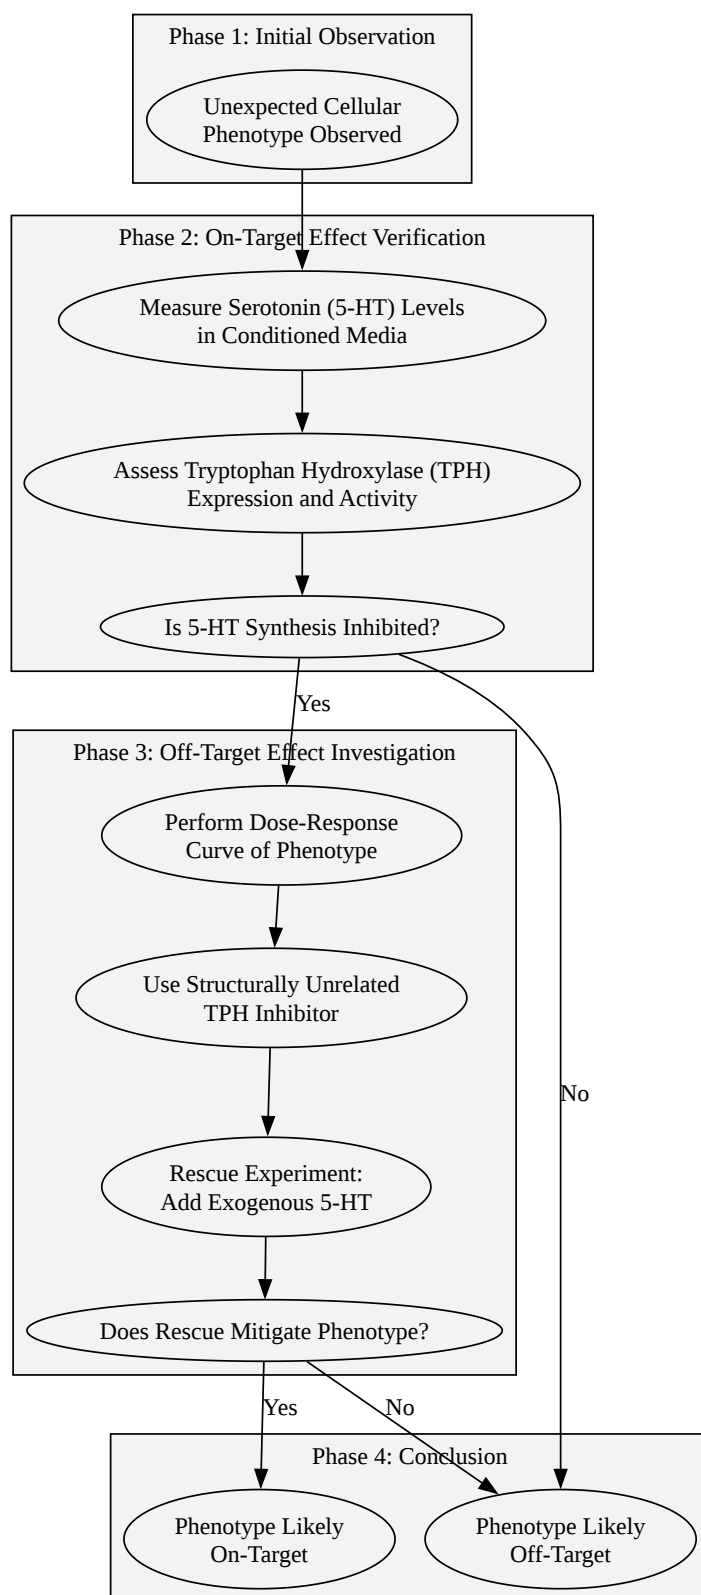 Phase 1: Initial Observation
Unexpected Cellular
Phenotype Observed
Phase 2: On-Target Effect Verification
Measure Serotonin (5-HT) Levels
in Conditioned Media
Assess Tryptophan Hydroxylase (TPH)
Expression and Activity
Is 5-HT Synthesis Inhibited?
Yes
Phase 3: Off-Target Effect Investigation
Perform Dose-Response
Curve of Phenotype
Use Structurally Unrelated
TPH Inhibitor
No
Rescue Experiment:
Add Exogenous 5-HT
Does Rescue Mitigate Phenotype?
Yes
No
Phase 4: Conclusion
Phenotype Likely
On-Target
Phenotype Likely
Off-Target